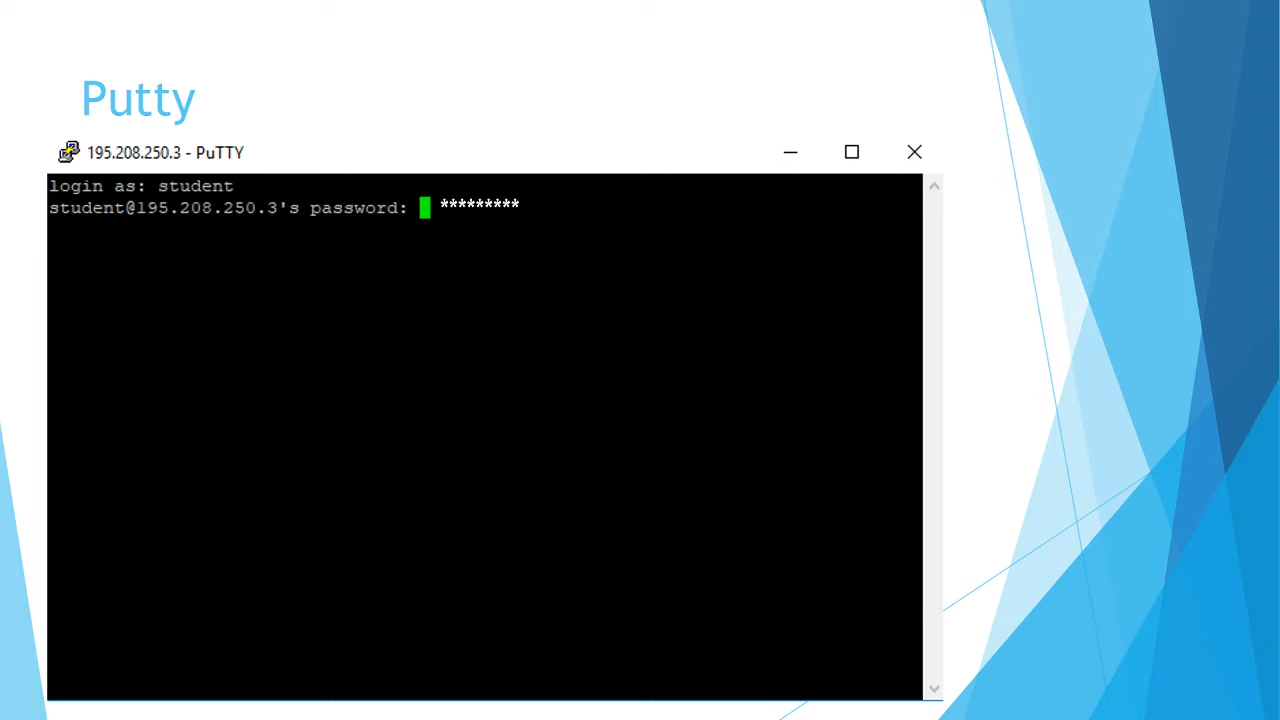 Putty
195.208.250.3 - PuTTY
login as: student
student@195.208.250.3's password: *********